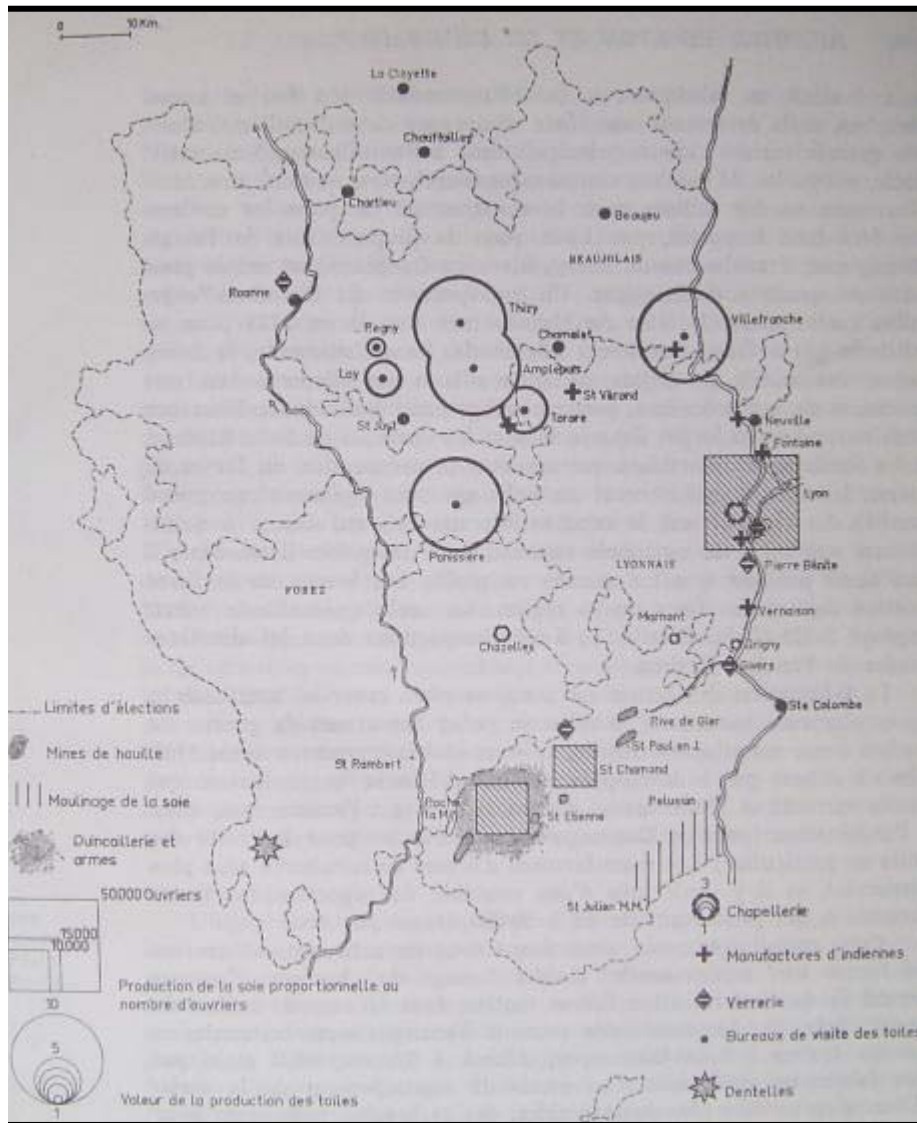 0 10 Km.
La Clayette
Chauffailles
Charlieu
Beaujeu
BEAUJOLAIS
Roanne
Thizy
Villefranche
Regny
Chamelet
Lay
Amplepuis
St Vérand
St Just
Tarare
Neuville
Fontaine
Lyon
Panissère
LYONNAIS
Pierre Bénite
FOREZ
Vernaison
Mornant
Chazelles
Grigny
Givors
Limites d'élections
Rive de Gier
Ste Colombe
St Paul en J.
Mines de houille
St Rambert
St Chamond
Moulinage de la soie
Roche
la M.
Pelussin
St Etienne
Quincaillerie et
armes
50000 Ouvriers
St Julien M.M.
3
Chapellerie
1
15000
10000
Manufactures d'indiennes
10
Production de la soie proportionnelle au
nombre d'ouvriers
Verrerie
5
Bureaux de visite des toiles
1
Valeur de la production des toiles
Dentelles